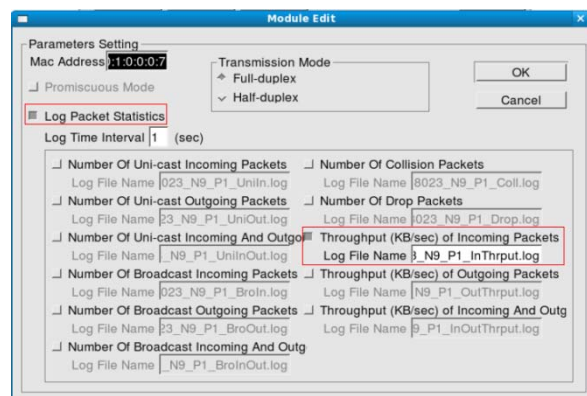 Module Edit
Parameters Setting
Mac Address ):1:0:0:0:7
Promiscuous Mode
Transmission Mode
Full-duplex
Half-duplex
OK
Cancel
Log Packet Statistics
Log Time Interval 1 (sec)
Number Of Uni-cast Incoming Packets
Log File Name 023_N9_P1_UniIn.log
Number Of Uni-cast Outgoing Packets
Log File Name 23_N9_P1_UniOut.log
Number Of Uni-cast Incoming And Outgoi
Log File Name _N9_P1_UniInOut.log
Number Of Broadcast Incoming Packets
Log File Name 023_N9_P1_BroIn.log
Number Of Broadcast Outgoing Packets
Log File Name 23_N9_P1_BroOut.log
Number Of Broadcast Incoming And Outg
Log File Name _N9_P1_BroInOut.log
Number Of Collision Packets
Log File Name 8023_N9_P1_Coll.log
Number Of Drop Packets
Log File Name 8023_N9_P1_Drop.log
Throughput (KB/sec) of Incoming Packets
Log File Name 3_N9_P1_InThrput.log
Throughput (KB/sec) of Outgoing Packets
Log File Name _N9_P1_OutThrput.log
Throughput (KB/sec) of Incoming And Outg
Log File Name 9_P1_InOutThrput.log